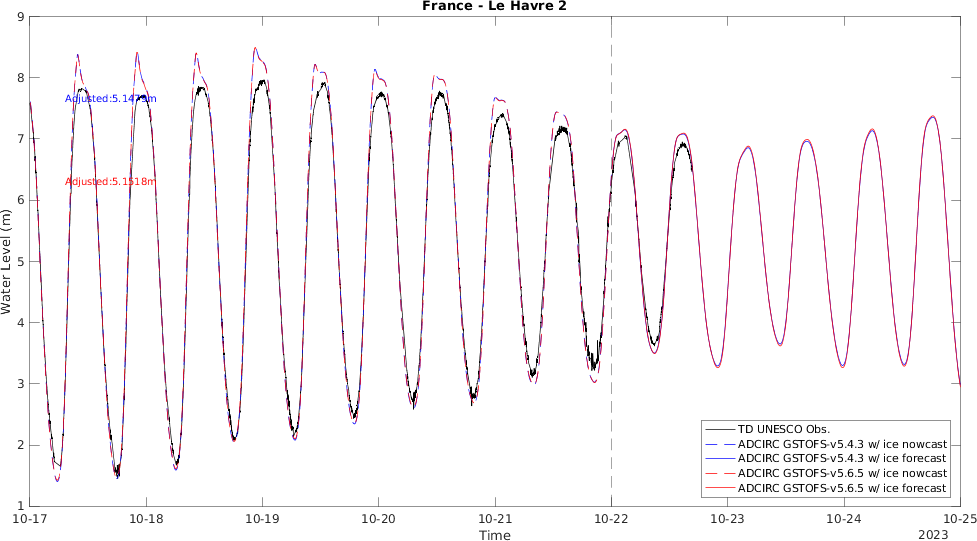 France - Le Havre 2
9
8
7
6
5
4
3
2
1
Water Level (m)
Adjusted:5.1518m
10-17
10-18
10-19
10-20
10-21
10-22
10-23
10-24
10-25
Time
2023
TD UNESCO Obs.
ADCIRC GSTOFS-v5.4.3 w/ ice nowcast
ADCIRC GSTOFS-v5.4.3 w/ ice forecast
ADCIRC GSTOFS-v5.6.5 w/ ice nowcast
ADCIRC GSTOFS-v5.6.5 w/ ice forecast